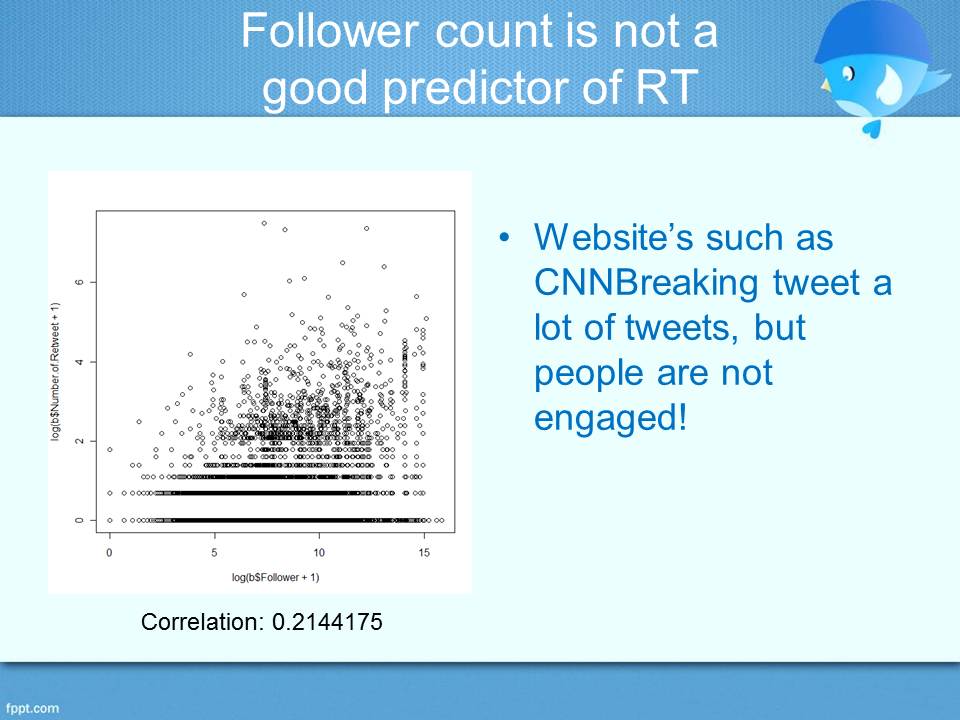 Follower count is not a
good predictor of RT
log(b$Number.of.Retweet + 1)
6
4
2
0
0 5 10 15
log(b$Follower + 1)
Correlation: 0.2144175
• Website’s such as
CNNBreaking tweet a
lot of tweets, but
people are not
engaged!
fppt.com